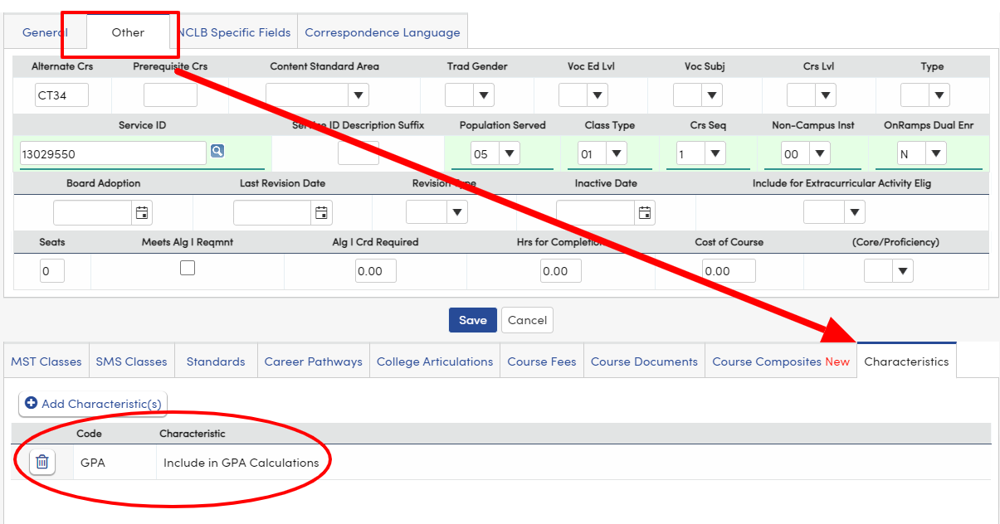 General Other NCLB Specific Fields Correspondence Language
Alternate Crs Prerequisite Crs Content Standard Area Trad Gender Voc Ed Lvl Voc Subj Crs Lvl Type
CT34
Service ID Service ID Description Suffix Population Served Class Type Crs Seq Non-Campus Inst OnRamps Dual Enr
13029550 05 01 1 00 N
Board Adoption Last Revision Date Revision Type Inactive Date Include for Extracurricular Activity Elig
Seats Meets Alg I Reqmnt Alg I Crd Required Hrs for Completion Cost of Course (Core/Proficiency)
0 0.00 0.00 0.00
Save Cancel
MST Classes SMS Classes Standards Career Pathways College Articulations Course Fees Course Documents Course Composites New Characteristics
Add Characteristic(s)
Code Characteristic
GPA Include in GPA Calculations